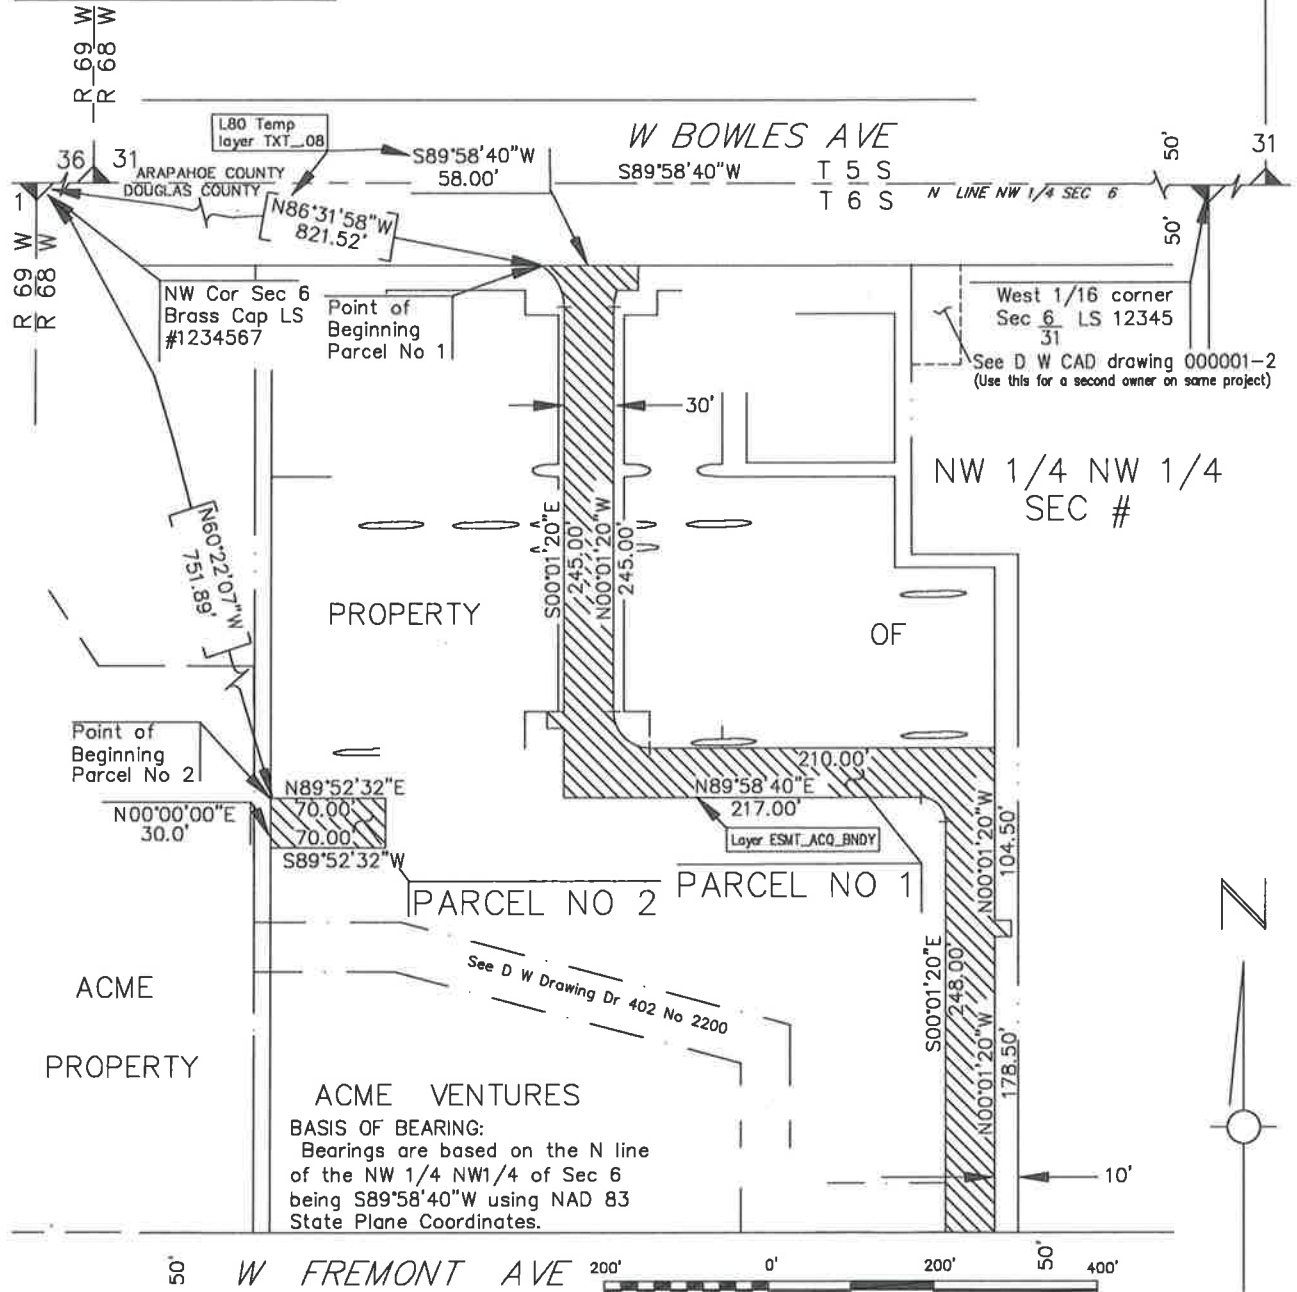 R 69 W
R 68 W
L80 Temp
layer TXT_.08
S89°58'40"W
58.00'
W BOWLES AVE
S89°58'40"W
T 5 S
T 6 S
N LINE NW 1/4 SEC 6
50'
50'
31
36
31
1
ARAPAHOE COUNTY
DOUGLAS COUNTY
N86°31'58"W
821.52'
R 69 W
R 68 W
NW Cor Sec 6
Brass Cap LS
#1234567
Point of
Beginning
Parcel No 1
West 1/16 corner
Sec 6/31 LS 12345
See D W CAD drawing 000001-2
(Use this for a second owner on same project)
30'
NW 1/4 NW 1/4
SEC #
N60°22'07"W
751.89'
S00°01'20"E
245.00'
N00°01'20"W
245.00'
PROPERTY
OF
Point of
Beginning
Parcel No 2
N00°00'00"E
30.0'
N89°52'32"E
70.00'
70.00'
S89°52'32"W
210.00'
N89°58'40"E
217.00'
Layer ESMT_ACQ_BNDY
N00°01'20"W
104.50'
PARCEL NO 2
PARCEL NO 1
N
See D W Drawing Dr 402 No 2200
S00°01'20"E
248.00'
N00°01'20"W
178.50'
ACME
PROPERTY
ACME VENTURES
BASIS OF BEARING:
Bearings are based on the N line
of the NW 1/4 NW1/4 of Sec 6
being S89°58'40"W using NAD 83
State Plane Coordinates.
10'
50'
W FREMONT AVE
200'
0'
200'
50'
400'